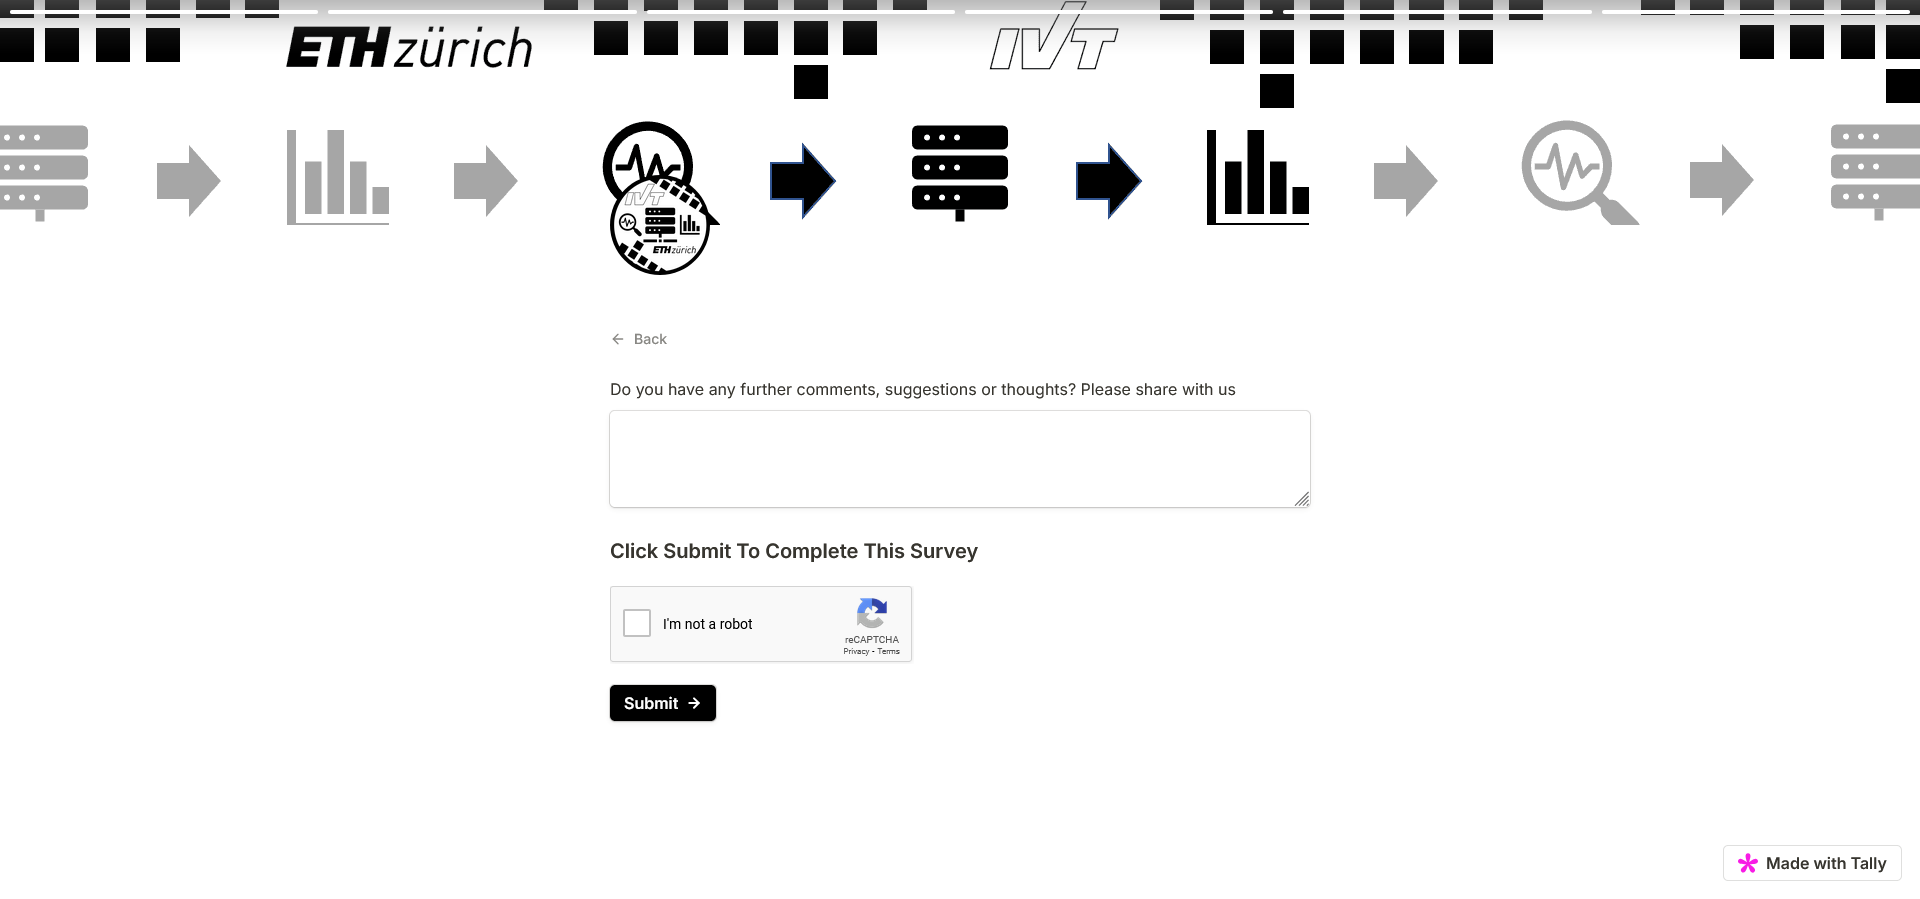 ETH zürich
IVT
IVT
ETH zürich
Back
Do you have any further comments, suggestions or thoughts? Please share with us
Click Submit To Complete This Survey
I'm not a robot
reCAPTCHA
Privacy - Terms
Submit
Made with Tally